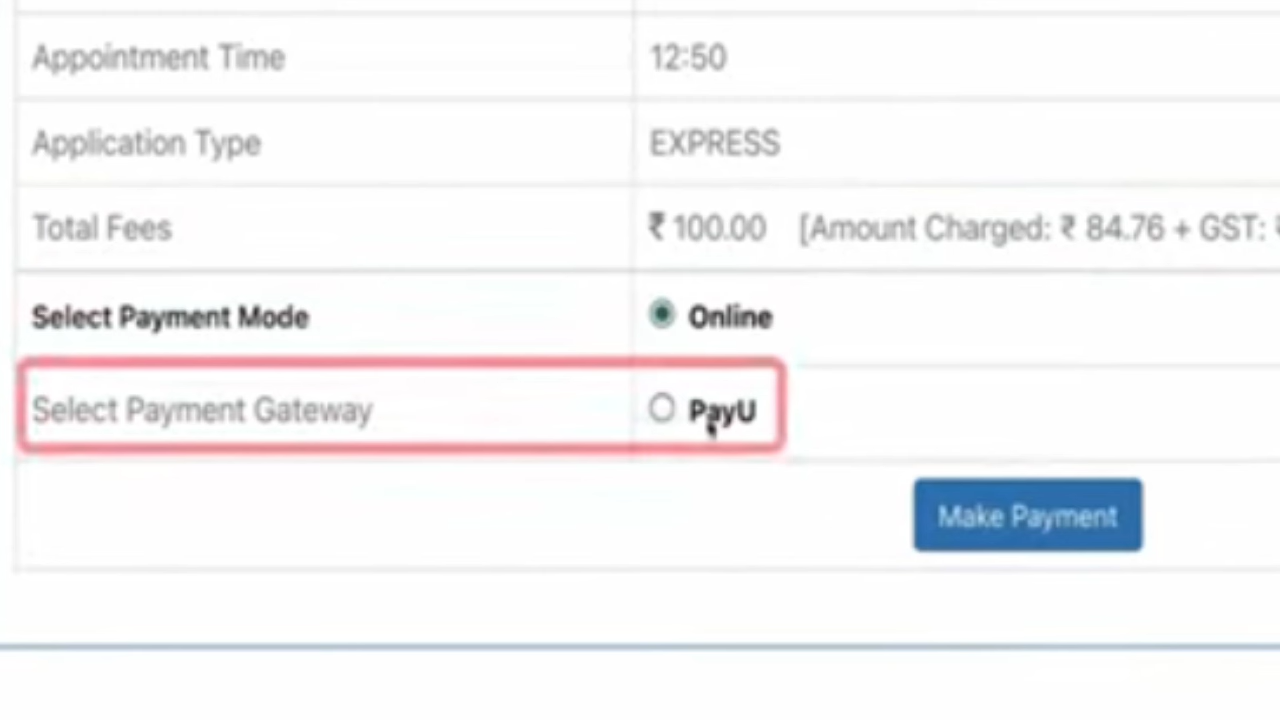 Appointment Time 12:50
Application Type EXPRESS
Total Fees ₹ 100.00 [Amount Charged: ₹ 84.76 + GST:
Select Payment Mode Online
Select Payment Gateway PayU
Make Payment